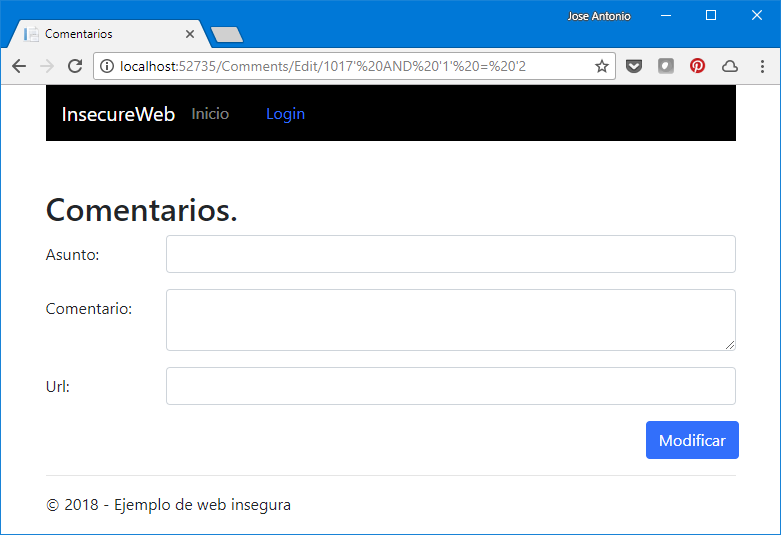 Jose Antonio
Comentarios
localhost:52735/Comments/Edit/1017'%20AND%20'1'%20=%20'2
InsecureWeb Inicio Login
Comentarios.
Asunto:
Comentario:
Url:
Modificar
© 2018 - Ejemplo de web insegura